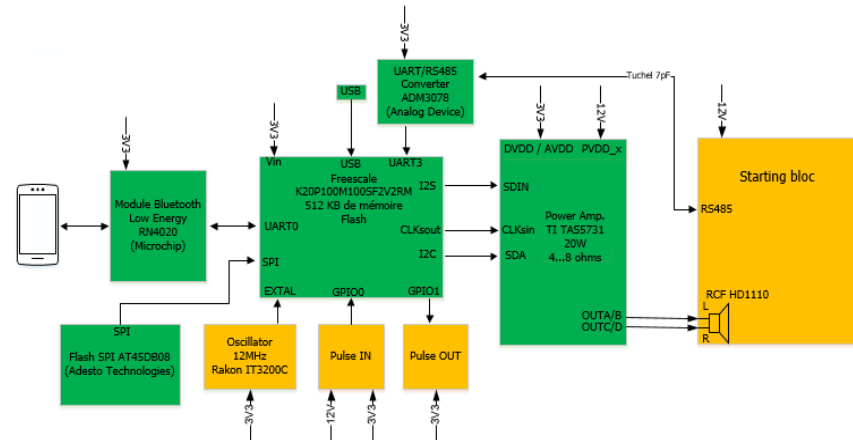 3V3
UART/RS485
Converter
ADM3078
(Analog Device)
Tuchel 7pF
USB
3V3
3V3
3V3
12V
12V
Vin
USB
UART3
Freescale
K20P100M100SF2V2RM
512 KB de mémoire
Flash
I2S
UART0
CLKsout
SPI
I2C
EXTAL
GPIO0
GPIO1
Module Bluetooth
Low Energy
RN4020
(Microchip)
DVDD / AVDD
PVDD_x
SDIN
Power Amp.
TI TAS5731
20W
4...8 ohms
CLKsin
SDA
OUTA/B
OUTC/D
Starting bloc
RS485
RCF HD1110
L
R
SPI
Flash SPI AT45DB08
(Adesto Technologies)
Oscillator
12MHz
Rakon IT3200C
Pulse IN
Pulse OUT
3V3
12V
3V3
3V3